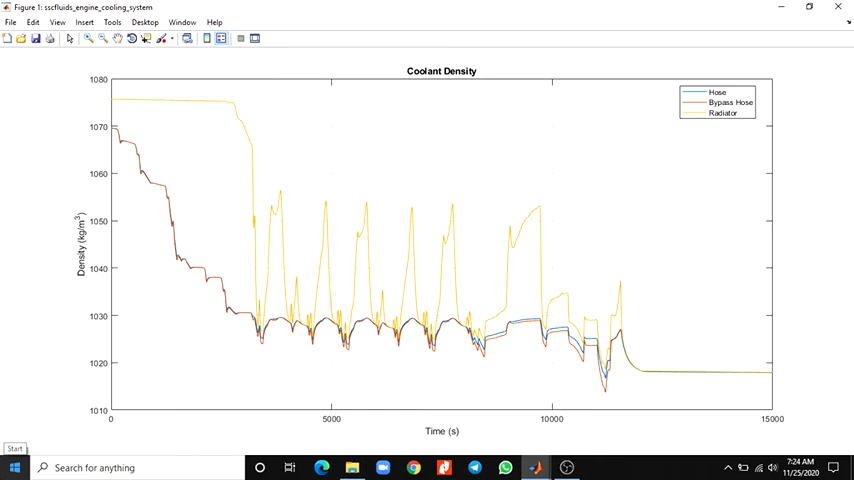 Figure 1: sscfluids_engine_cooling_system
File Edit View Insert Tools Desktop Window Help
Coolant Density
1080
1070
1060
1050
1040
1030
1020
1010
Density (kg/m³)
0 5000 10000 15000
Time (s)
Hose
Bypass Hose
Radiator
Start
Search for anything
7:24 AM
11/25/2020